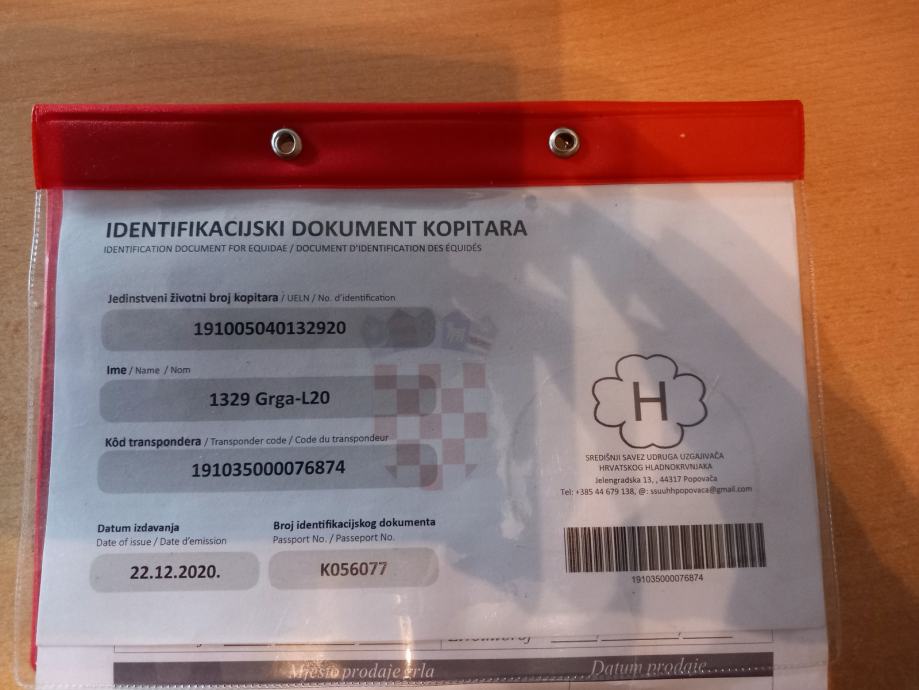 IDENTIFIKACIJSKI DOKUMENT KOPITARA
IDENTIFICATION DOCUMENT FOR EQUIDAE / DOCUMENT D'IDENTIFICATION DES ÉQUIDÉS
Jedinstveni životni broj kopitara / UELN / No. d'identification
191005040132920
Ime / Name / Nom
1329 Grga-L20
Kôd transpondera / Transponder code / Code du transpondeur
191035000076874
Datum izdavanja
Date of issue / Date d'emission
22.12.2020.
Broj identifikacijskog dokumenta
Passport No. / Passeport No.
K056077
H
SREDIŠNJI SAVEZ UDRUGA UZGAJIVAČA
HRVATSKOG HLADNOKRVNJAKA
Jelengradska 13, , 44317 Popovača
Tel: +385 44 679 138, @: ssuuhhpopovaca@gmail.com
191035000076874
Mjesto prodaje grla Datum prodaje